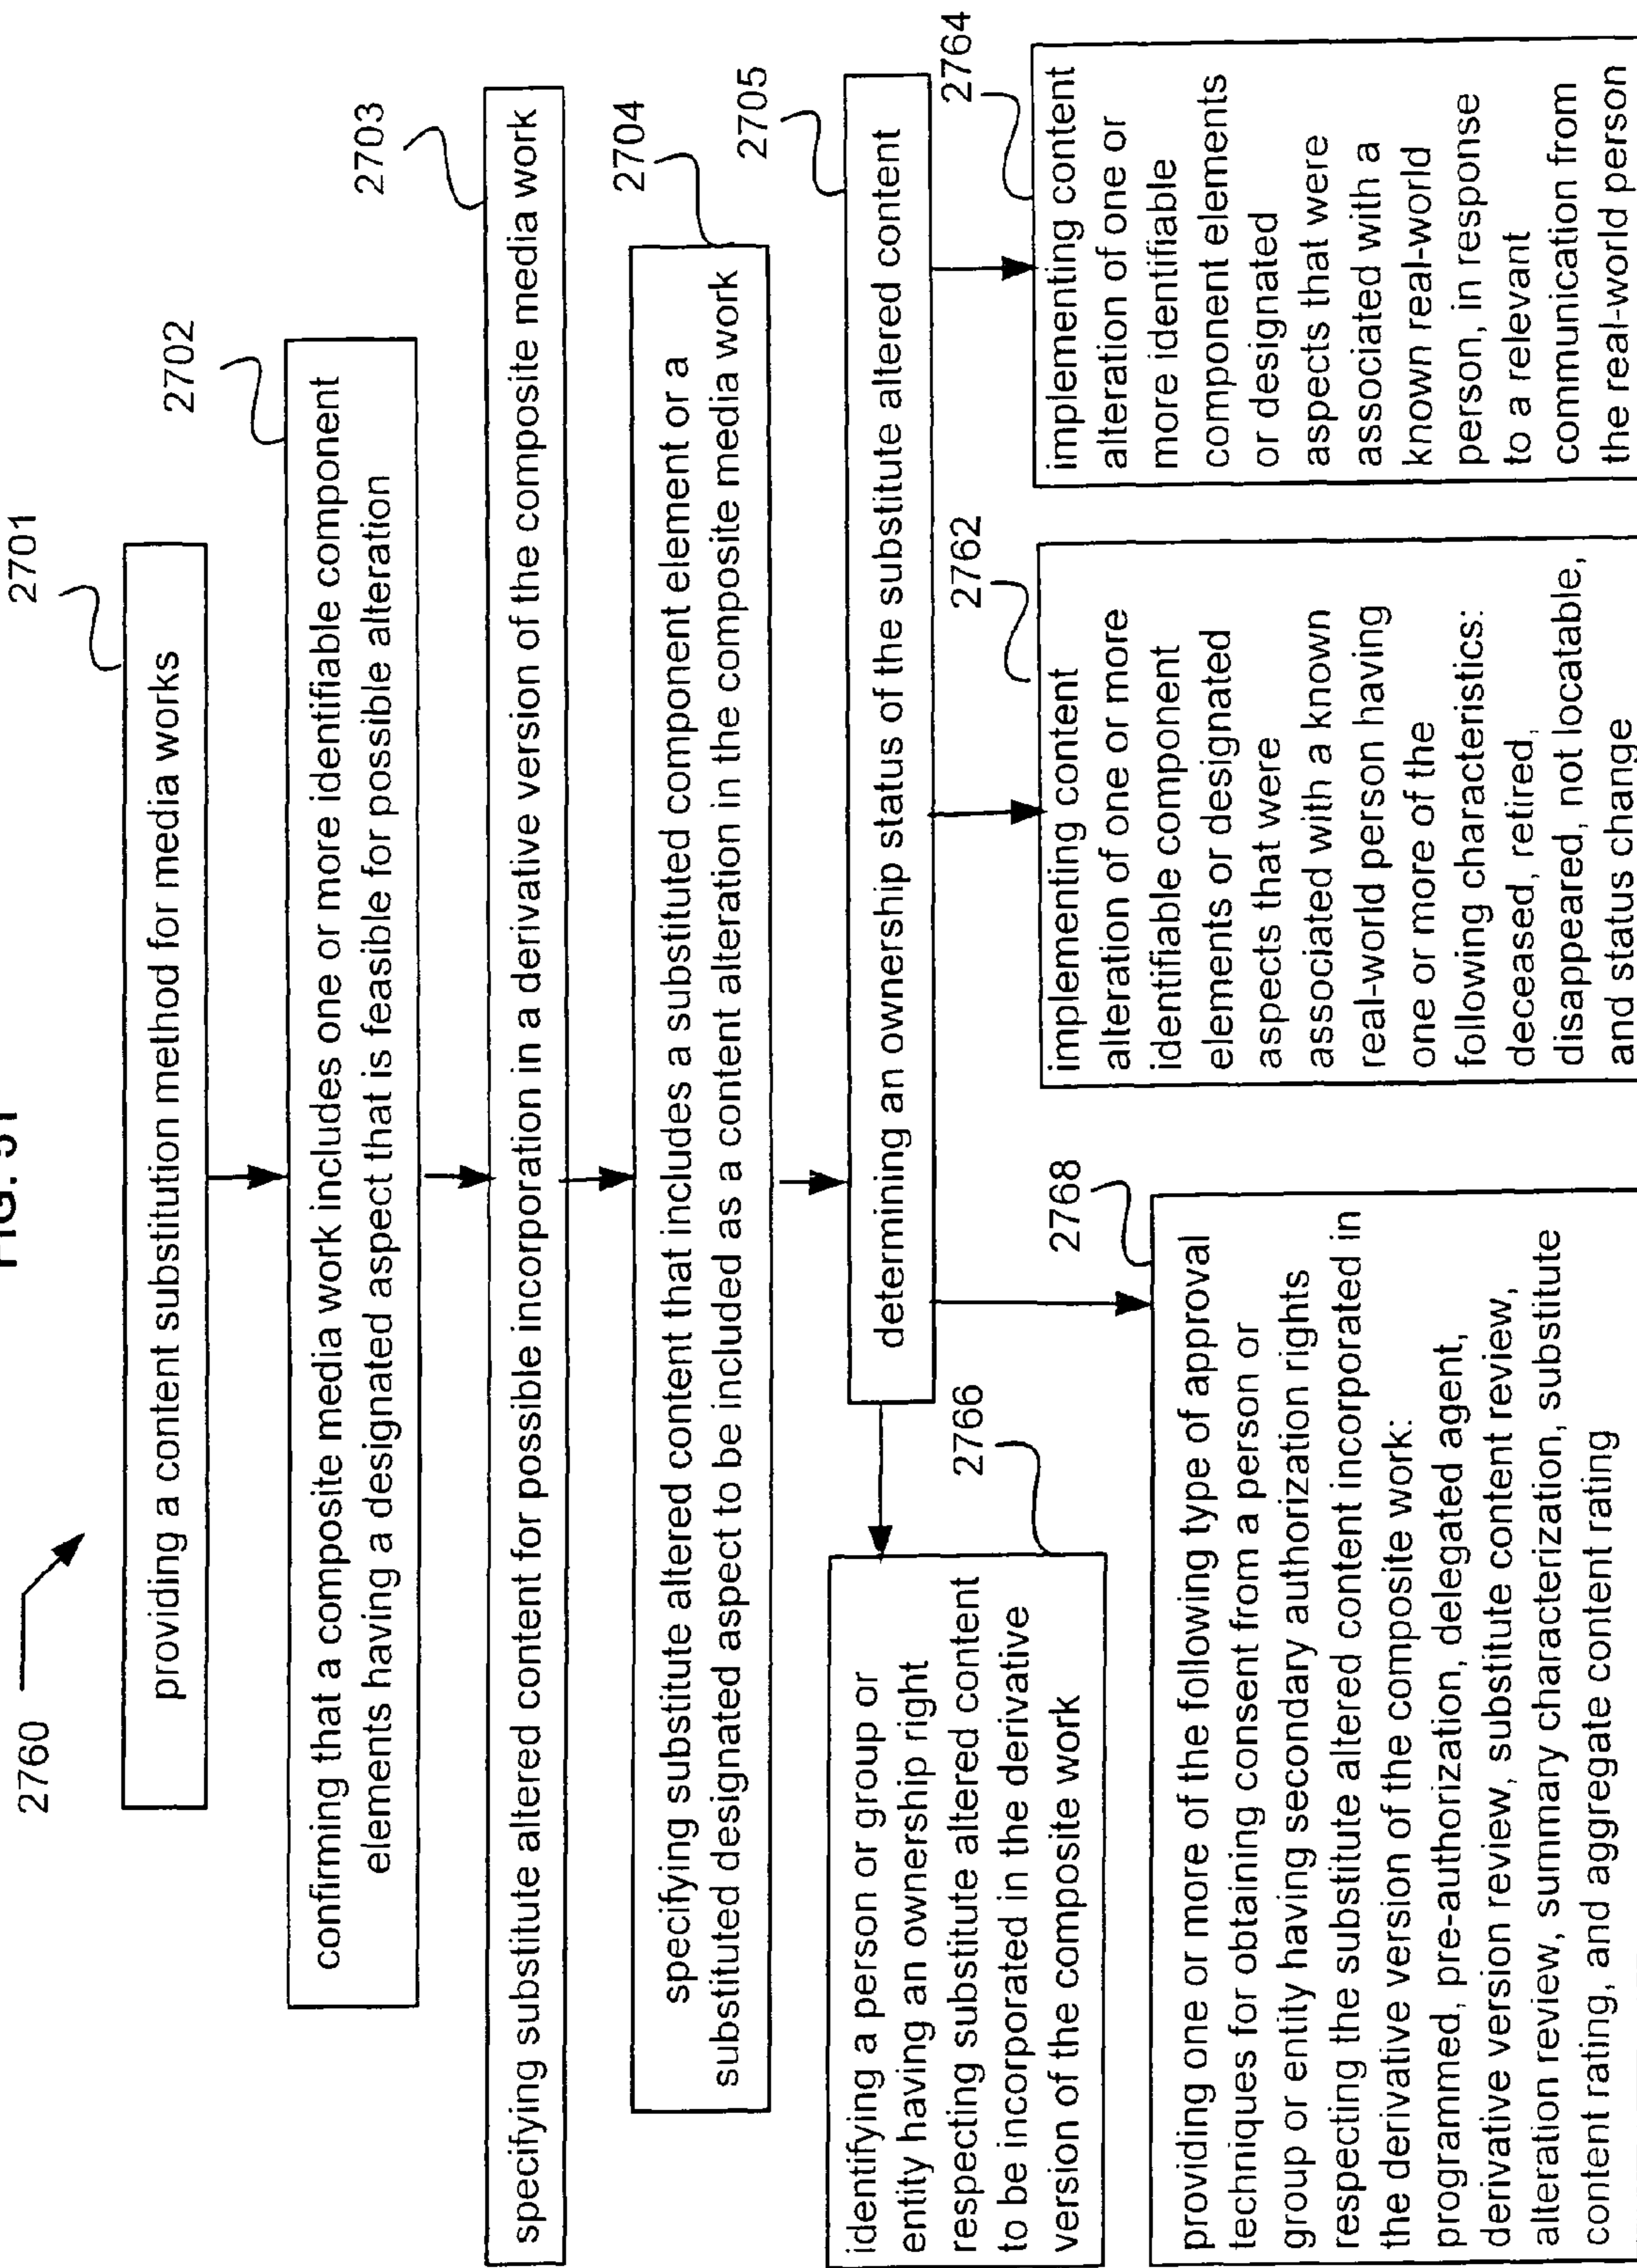 FIG. 51
2760
2701
providing a content substitution method for media works
2702
confirming that a composite media work includes one or more identifiable component
elements having a designated aspect that is feasible for possible alteration
2703
specifying substitute altered content for possible incorporation in a derivative version of the composite media work
2704
specifying substitute altered content that includes a substituted component element or a
substituted designated aspect to be included as a content alteration in the composite media work
2705
determining an ownership status of the substitute altered content
2766
identifying a person or group or
entity having an ownership right
respecting substitute altered content
to be incorporated in the derivative
version of the composite work
2768
providing one or more of the following type of approval
techniques for obtaining consent from a person or
group or entity having secondary authorization rights
respecting the substitute altered content incorporated in
the derivative version of the composite work:
programmed, pre-authorization, delegated agent,
derivative version review, substitute content review,
alteration review, summary characterization, substitute
content rating, and aggregate content rating
2762
implementing content
alteration of one or more
identifiable component
elements or designated
aspects that were
associated with a known
real-world person having
one or more of the
following characteristics:
deceased, retired,
disappeared, not locatable,
and status change
2764
implementing content
alteration of one or
more identifiable
component elements
or designated
aspects that were
associated with a
known real-world
person, in response
to a relevant
communication from
the real-world person